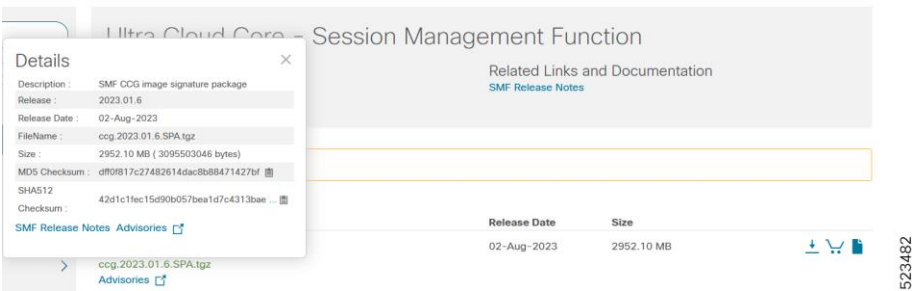 Ultra Cloud Core - Session Management Function
Details
Related Links and Documentation
SMF Release Notes
Description : SMF CCG image signature package
Release : 2023.01.6
Release Date : 02-Aug-2023
FileName : ccg.2023.01.6.SPA.tgz
Size : 2952.10 MB ( 3095503046 bytes)
MD5 Checksum : dff0f817c27482614dac8b88471427bf
SHA512
Checksum : 42d1c1fec15d90b057bea1d7c4313bae ...
SMF Release Notes Advisories
Release Date Size
02-Aug-2023 2952.10 MB
ccg.2023.01.6.SPA.tgz
Advisories
523482